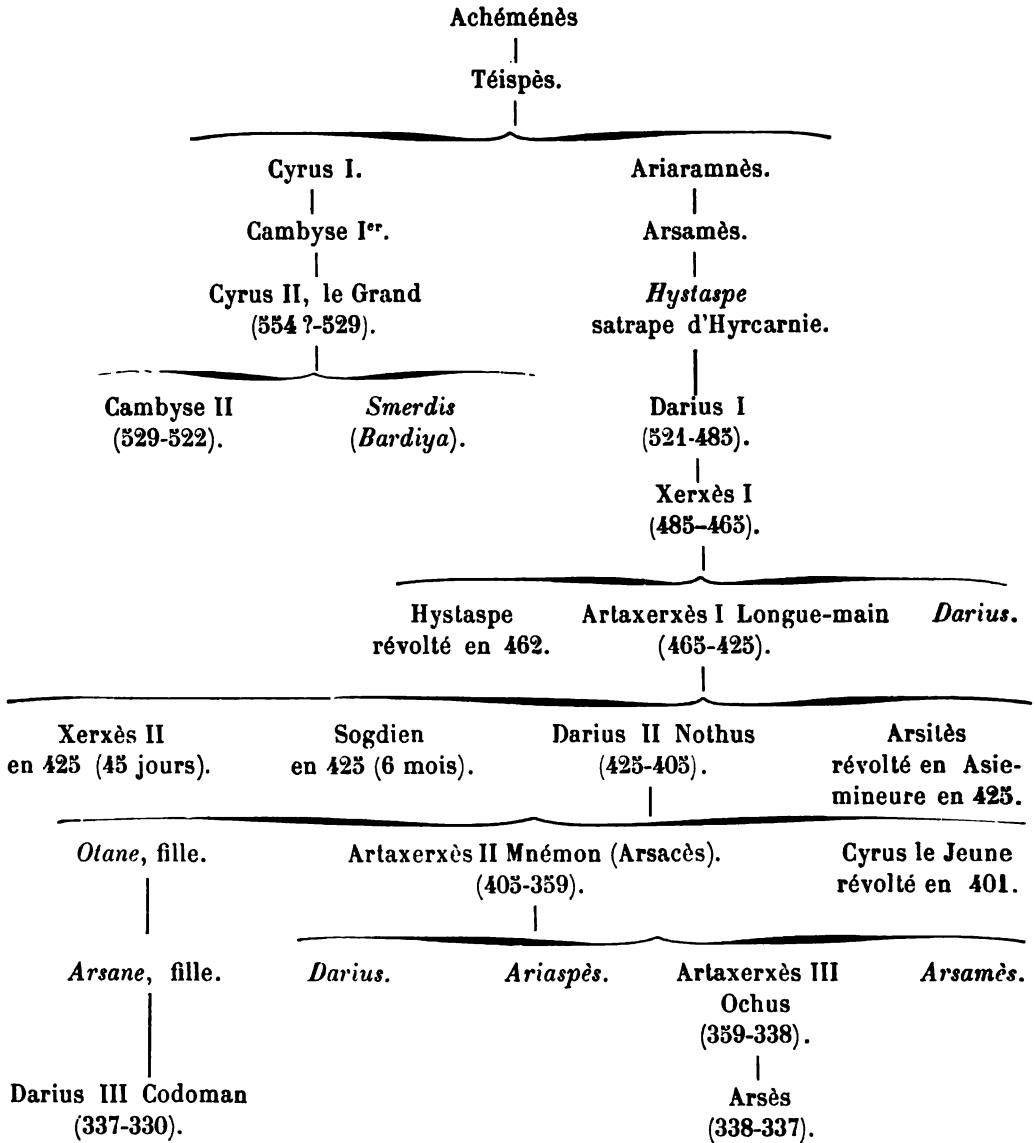 Achéménès
Téispès.
Cyrus I. Ariaramnès.
Cambyse Iᵉʳ. Arsamès.
Cyrus II, le Grand Hystaspe
(554 ?-529). satrape d'Hyrcarnie.
Cambyse II Smerdis Darius I
(529-522). (Bardiya). (521-485).
Xerxès I
(485-465).
Hystaspe Artaxerxès I Longue-main Darius.
révolté en 462. (465-425).
Xerxès II Sogdien Darius II Nothus Arsitès
en 425 (45 jours). en 425 (6 mois). (425-405). révolté en Asie-
mineure en 425.
Otane, fille. Artaxerxès II Mnémon (Arsacès). Cyrus le Jeune
(405-359). révolté en 401.
Arsane, fille. Darius. Ariaspès. Artaxerxès III Arsamès.
Ochus
(359-338).
Darius III Codoman Arsès
(337-330). (338-337).